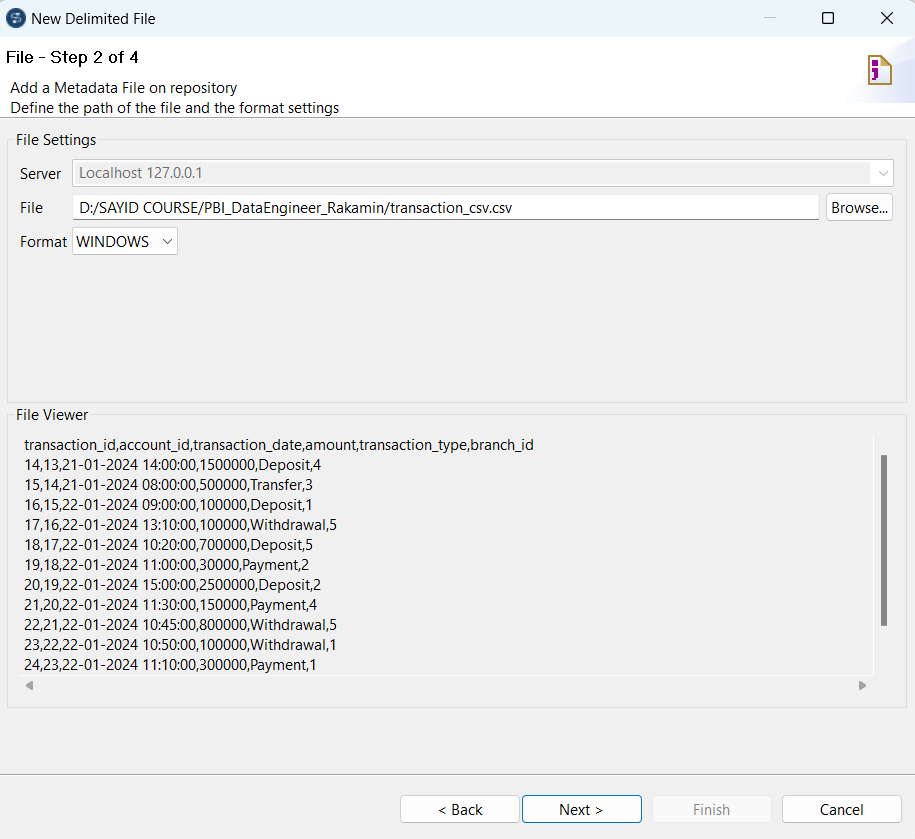 New Delimited File
File - Step 2 of 4
Add a Metadata File on repository
Define the path of the file and the format settings
File Settings
Server Localhost 127.0.0.1
File D:/SAYID COURSE/PBI_DataEngineer_Rakamin/transaction_csv.csv Browse...
Format WINDOWS
File Viewer
transaction_id,account_id,transaction_date,amount,transaction_type,branch_id
14,13,21-01-2024 14:00:00,1500000,Deposit,4
15,14,21-01-2024 08:00:00,500000,Transfer,3
16,15,22-01-2024 09:00:00,100000,Deposit,1
17,16,22-01-2024 13:10:00,100000,Withdrawal,5
18,17,22-01-2024 10:20:00,700000,Deposit,5
19,18,22-01-2024 11:00:00,30000,Payment,2
20,19,22-01-2024 15:00:00,2500000,Deposit,2
21,20,22-01-2024 11:30:00,150000,Payment,4
22,21,22-01-2024 10:45:00,800000,Withdrawal,5
23,22,22-01-2024 10:50:00,100000,Withdrawal,1
24,23,22-01-2024 11:10:00,300000,Payment,1
< Back Next > Finish Cancel